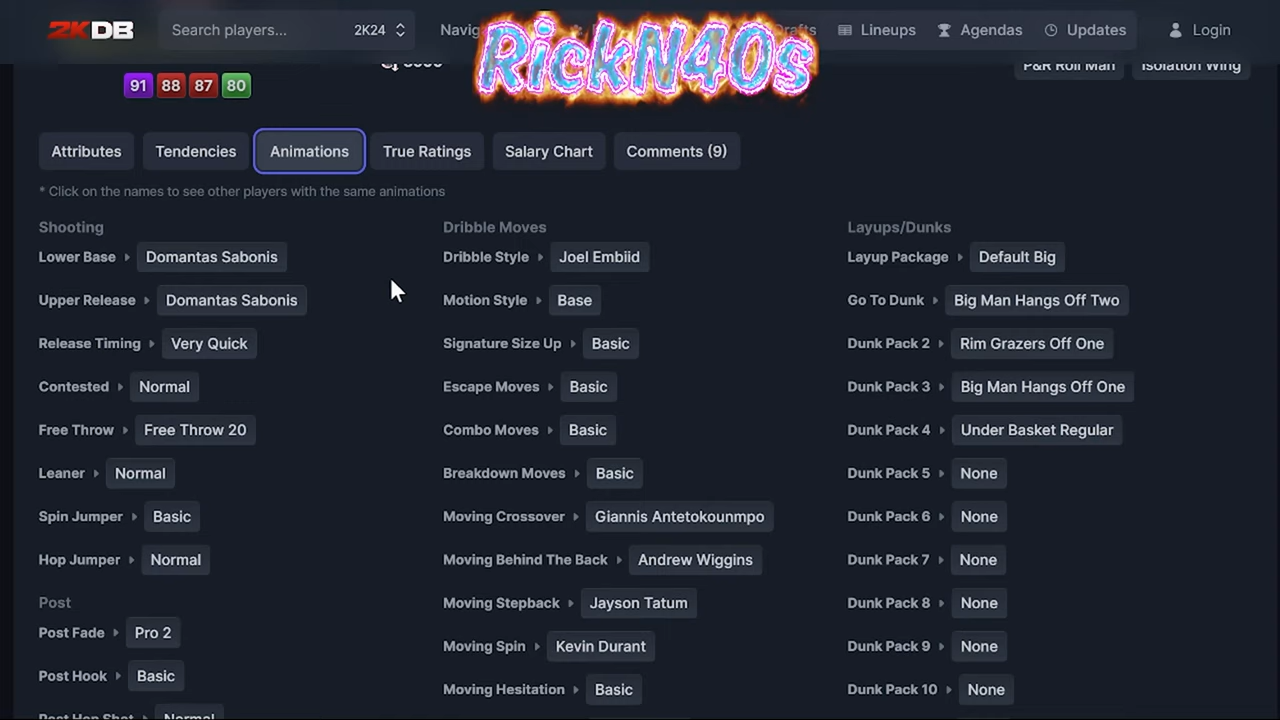 2KDB Search players... 2K24 Navig Drafts Lineups Agendas Updates Login
RickN40s
P&R Roll Man Isolation Wing
91 88 87 80
Attributes Tendencies Animations True Ratings Salary Chart Comments (9)
* Click on the names to see other players with the same animations
Shooting
Lower Base Domantas Sabonis
Upper Release Domantas Sabonis
Release Timing Very Quick
Contested Normal
Free Throw Free Throw 20
Leaner Normal
Spin Jumper Basic
Hop Jumper Normal
Post
Post Fade Pro 2
Post Hook Basic
Post Hop Shot Normal
Dribble Moves
Dribble Style Joel Embiid
Motion Style Base
Signature Size Up Basic
Escape Moves Basic
Combo Moves Basic
Breakdown Moves Basic
Moving Crossover Giannis Antetokounmpo
Moving Behind The Back Andrew Wiggins
Moving Stepback Jayson Tatum
Moving Spin Kevin Durant
Moving Hesitation Basic
Layups/Dunks
Layup Package Default Big
Go To Dunk Big Man Hangs Off Two
Dunk Pack 2 Rim Grazers Off One
Dunk Pack 3 Big Man Hangs Off One
Dunk Pack 4 Under Basket Regular
Dunk Pack 5 None
Dunk Pack 6 None
Dunk Pack 7 None
Dunk Pack 8 None
Dunk Pack 9 None
Dunk Pack 10 None